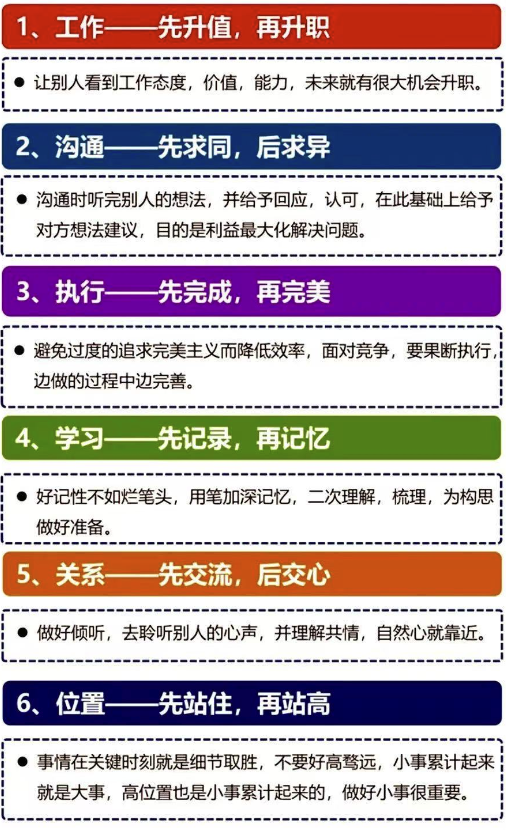 1、工作——先升值，再升职
● 让别人看到工作态度，价值，能力，未来就有很大机会升职。
2、沟通——先求同，后求异
● 沟通时听完别人的想法，并给予回应，认可，在此基础上给予
对方想法建议，目的是利益最大化解决问题。
3、执行——先完成，再完美
● 避免过度的追求完美主义而降低效率，面对竞争，要果断执行，
边做的过程中边完善。
4、学习——先记录，再记忆
● 好记性不如烂笔头，用笔加深记忆，二次理解，梳理，为构思
做好准备。
5、关系——先交流，后交心
● 做好倾听，去聆听别人的心声，并理解共情，自然心就靠近。
6、位置——先站住，再站高
● 事情在关键时刻就是细节取胜，不要好高骛远，小事累计起来
就是大事，高位置也是小事累计起来的，做好小事很重要。